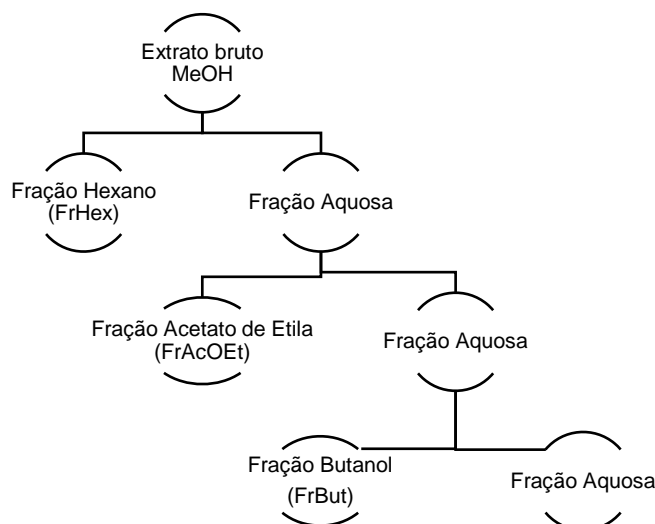 Extrato bruto
MeOH
Fração Hexano
(FrHex)
Fração Aquosa
Fração Acetato de Etila
(FrAcOEt)
Fração Aquosa
Fração Butanol
(FrBut)
Fração Aquosa